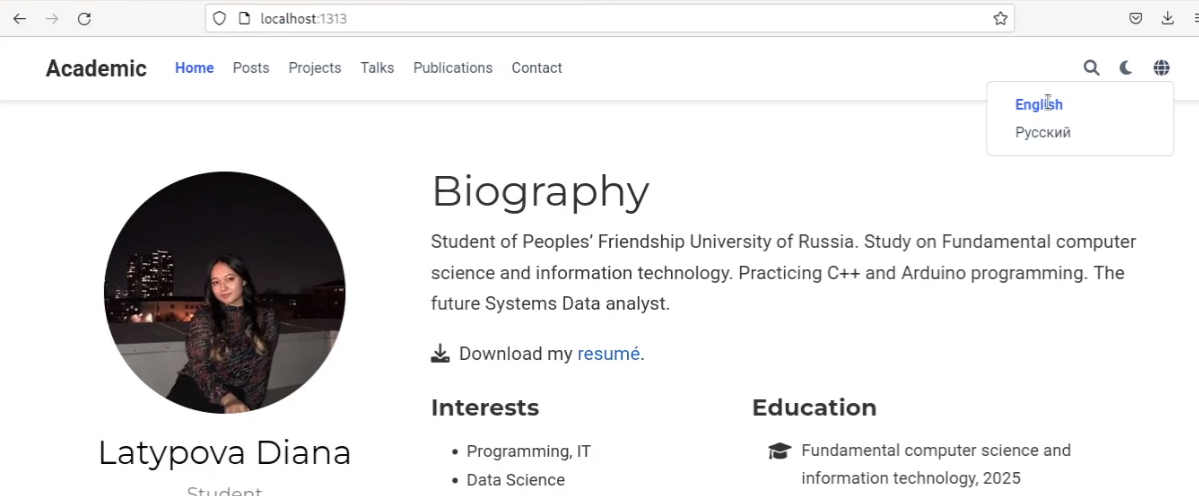 localhost:1313
Academic Home Posts Projects Talks Publications Contact
English
Русский
Biography
Student of Peoples’ Friendship University of Russia. Study on Fundamental computer
science and information technology. Practicing C++ and Arduino programming. The
future Systems Data analyst.
Download my resumé.
Interests
Programming, IT
Data Science
Education
Fundamental computer science and
information technology, 2025
Latypova Diana
Student